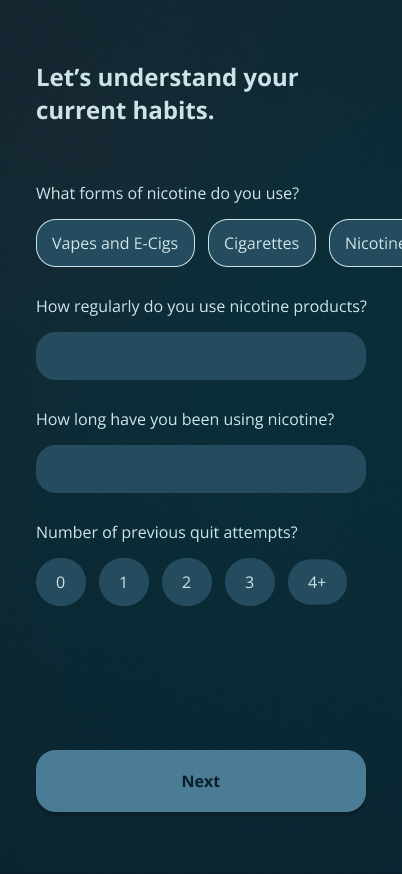 Let’s understand your
current habits.
What forms of nicotine do you use?
Vapes and E-Cigs Cigarettes Nicotine
How regularly do you use nicotine products?
How long have you been using nicotine?
Number of previous quit attempts?
0 1 2 3 4+
Next